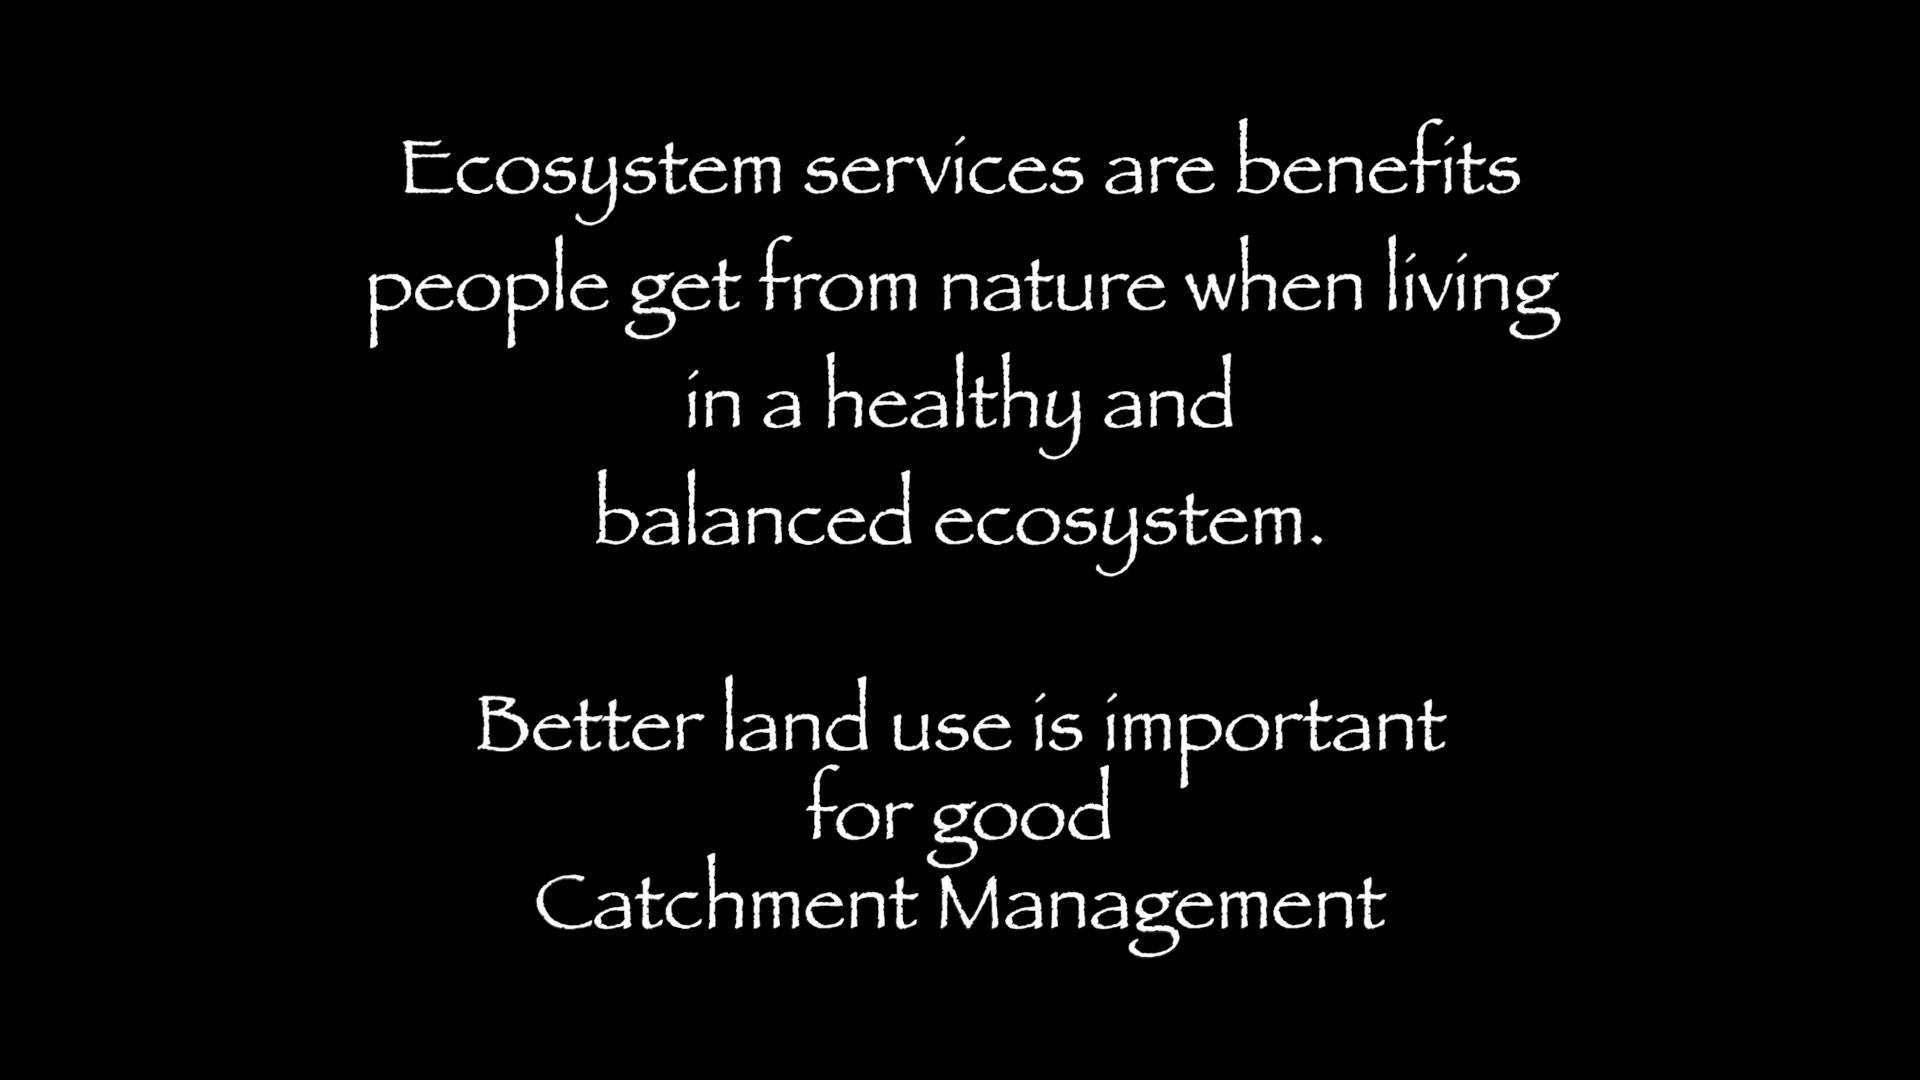 Ecosystem services are benefits
people get from nature when living
in a healthy and
balanced ecosystem.
Better land use is important
for good
Catchment Management